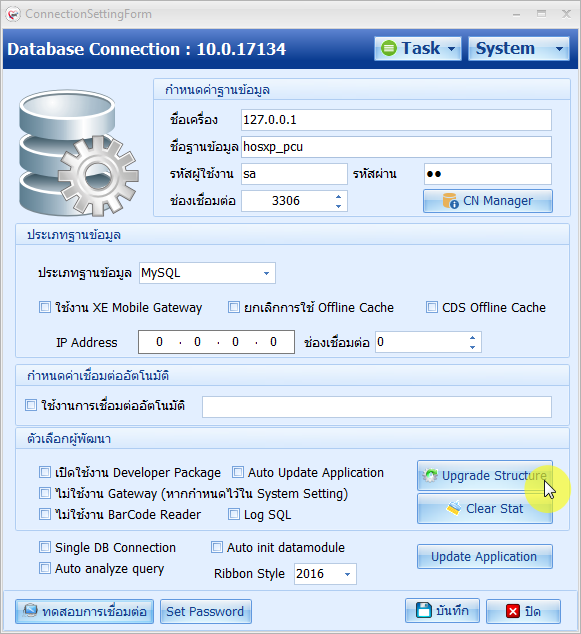 ConnectionSettingForm
Database Connection : 10.0.17134
Task
System
กำหนดค่าฐานข้อมูล
ชื่อเครื่อง 127.0.0.1
ชื่อฐานข้อมูล hosxp_pcu
รหัสผู้ใช้งาน sa รหัสผ่าน ●●
ช่องเชื่อมต่อ 3306 CN Manager
ประเภทฐานข้อมูล
ประเภทฐานข้อมูล MySQL
ใช้งาน XE Mobile Gateway ยกเลิกการใช้ Offline Cache CDS Offline Cache
IP Address 0 . 0 . 0 . 0 ช่องเชื่อมต่อ 0
กำหนดค่าเชื่อมต่ออัตโนมัติ
ใช้งานการเชื่อมต่ออัตโนมัติ
ตัวเลือกผู้พัฒนา
เปิดใช้งาน Developer Package Auto Update Application Upgrade Structure
ไม่ใช้งาน Gateway (หากกำหนดไว้ใน System Setting)
ไม่ใช้งาน BarCode Reader Log SQL Clear Stat
Single DB Connection Auto init datamodule Update Application
Auto analyze query Ribbon Style 2016
ทดสอบการเชื่อมต่อ Set Password บันทึก ปิด